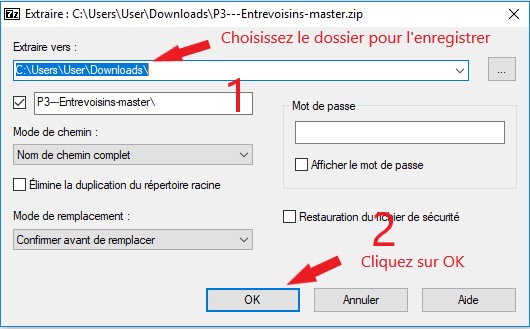 7z Extraire : C:\Users\User\Downloads\P3---Entrevoisins-master.zip
Extraire vers :
Choisissez le dossier pour l'enregistrer
C:\Users\User\Downloads\
...
1
P3---Entrevoisins-master\
Mot de passe
Mode de chemin :
Nom de chemin complet
Afficher le mot de passe
Élimine la duplication du répertoire racine
Mode de remplacement :
Restauration du fichier de sécurité
Confirmer avant de remplacer
2
Cliquez sur OK
OK
Annuler
Aide